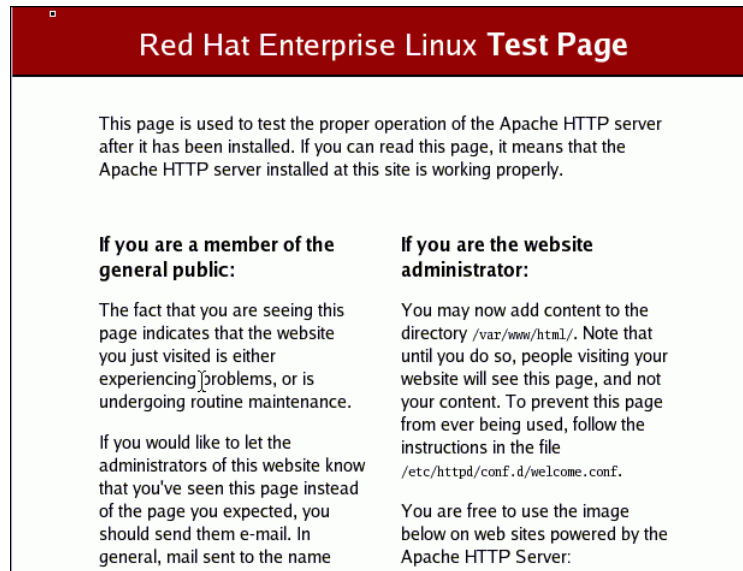 Red Hat Enterprise Linux Test Page
This page is used to test the proper operation of the Apache HTTP server
after it has been installed. If you can read this page, it means that the
Apache HTTP server installed at this site is working properly.
If you are a member of the
general public:
The fact that you are seeing this
page indicates that the website
you just visited is either
experiencing problems, or is
undergoing routine maintenance.
If you would like to let the
administrators of this website know
that you've seen this page instead
of the page you expected, you
should send them e-mail. In
general, mail sent to the name
If you are the website
administrator:
You may now add content to the
directory /var/www/html/. Note that
until you do so, people visiting your
website will see this page, and not
your content. To prevent this page
from ever being used, follow the
instructions in the file
/etc/httpd/conf.d/welcome.conf.
You are free to use the image
below on web sites powered by the
Apache HTTP Server: